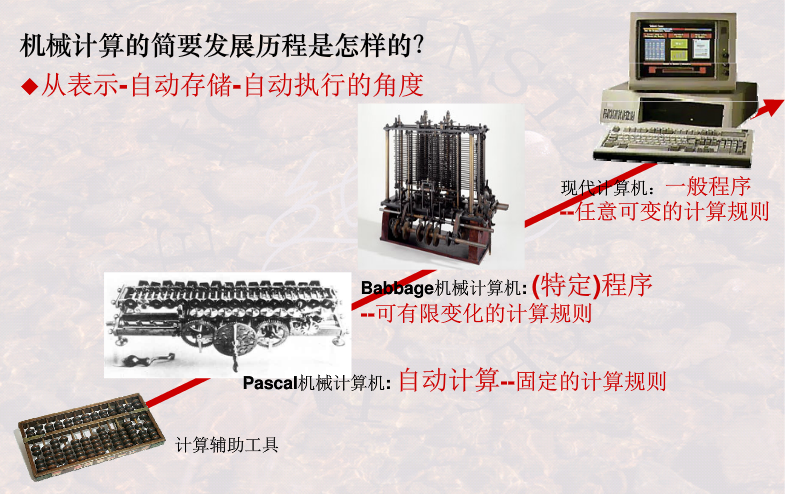 机械计算的简要发展历程是怎样的?
◆从表示-自动存储-自动执行的角度
现代计算机：一般程序
--任意可变的计算规则
Babbage机械计算机: (特定)程序
--可有限变化的计算规则
Pascal机械计算机: 自动计算--固定的计算规则
计算辅助工具